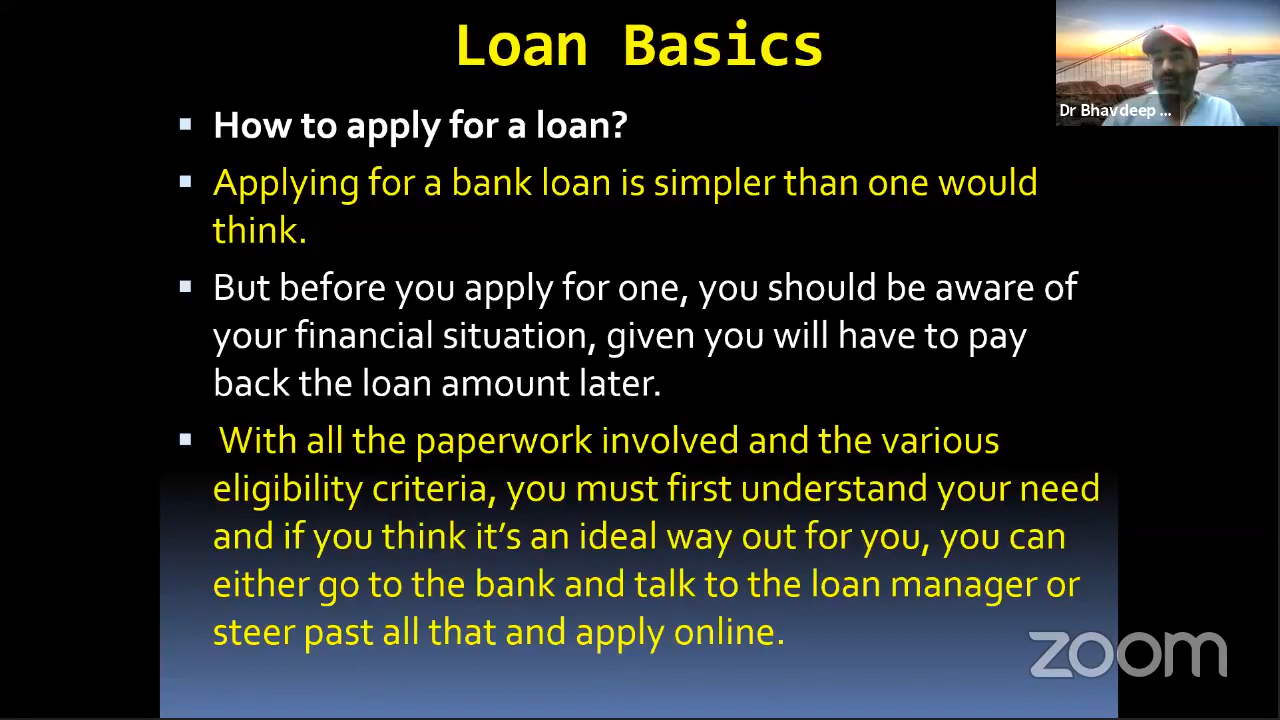 Loan Basics
Dr Bhavdeep ...
▪ How to apply for a loan?
▪ Applying for a bank loan is simpler than one would
think.
▪ But before you apply for one, you should be aware of
your financial situation, given you will have to pay
back the loan amount later.
▪ With all the paperwork involved and the various
eligibility criteria, you must first understand your need
and if you think it’s an ideal way out for you, you can
either go to the bank and talk to the loan manager or
steer past all that and apply online.
zoom